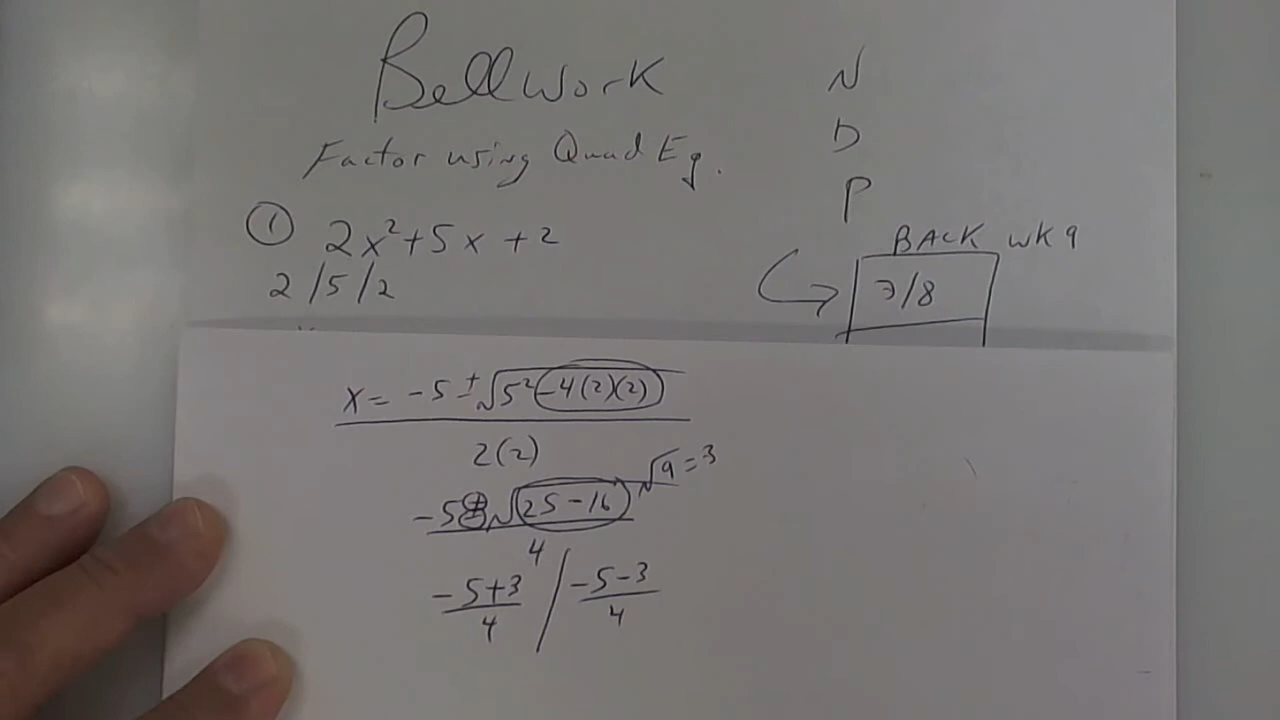 Bellwork
Factor using Quad Eq.
① 2x²+5x+2
2/5/2
N
D
P
BACK WK 9
3/8
x = -5 ± √5² -4(2)(2)
2(2)
-5 ± √25-16 √9 = 3
4
-5+3 / -5-3
4 4